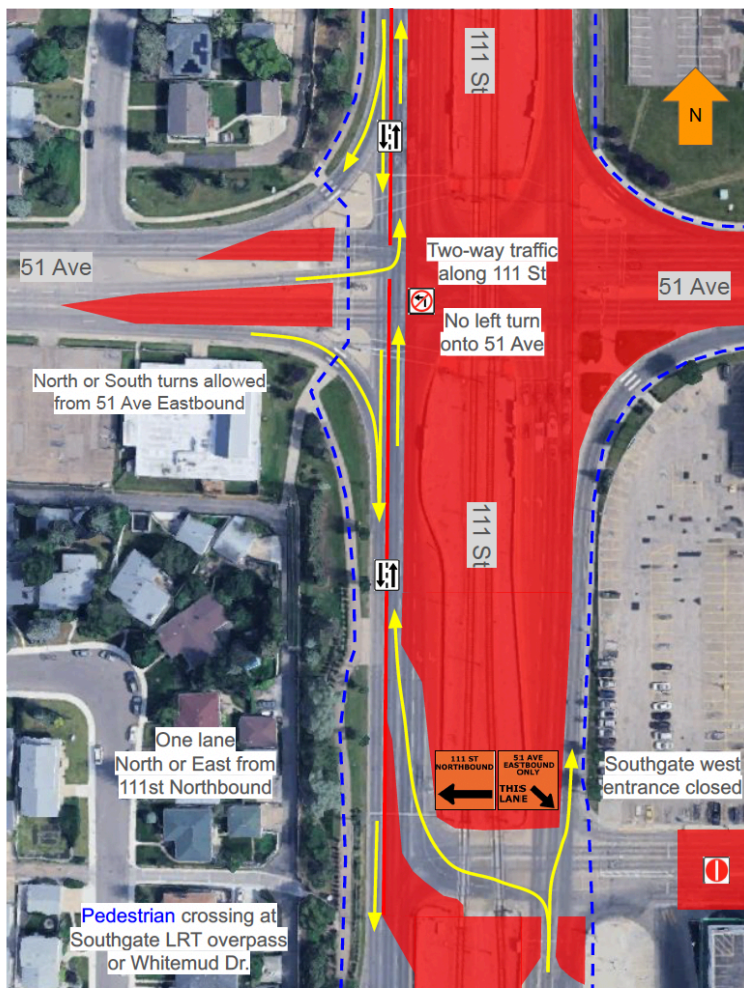 111 St
N
51 Ave
Two-way traffic
along 111 St
51 Ave
No left turn
onto 51 Ave
North or South turns allowed
from 51 Ave Eastbound
111 St
One lane
North or East from
111st Northbound
111 ST
NORTHBOUND
51 AVE
EASTBOUND
ONLY
THIS
LANE
Southgate west
entrance closed
Pedestrian crossing at
Southgate LRT overpass
or Whitemud Dr.